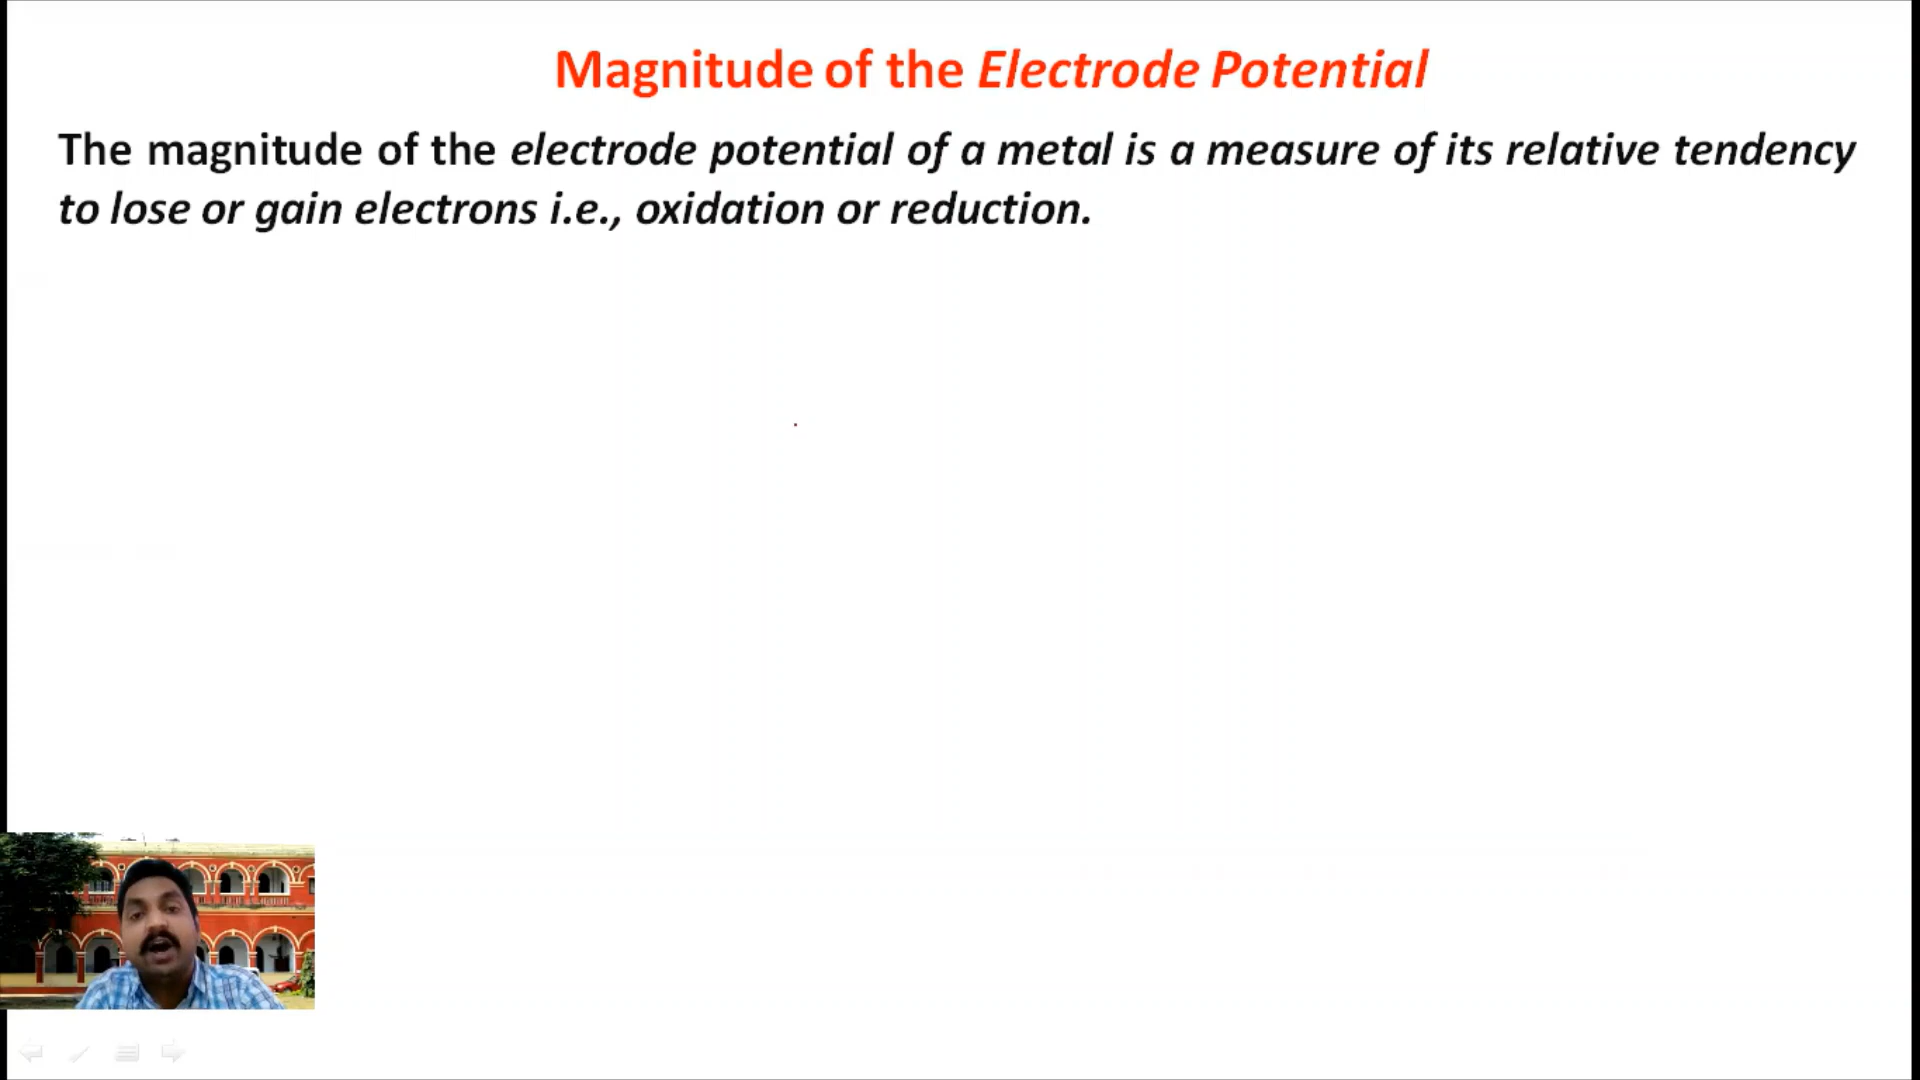 Magnitude of the Electrode Potential
The magnitude of the electrode potential of a metal is a measure of its relative tendency
to lose or gain electrons i.e., oxidation or reduction.